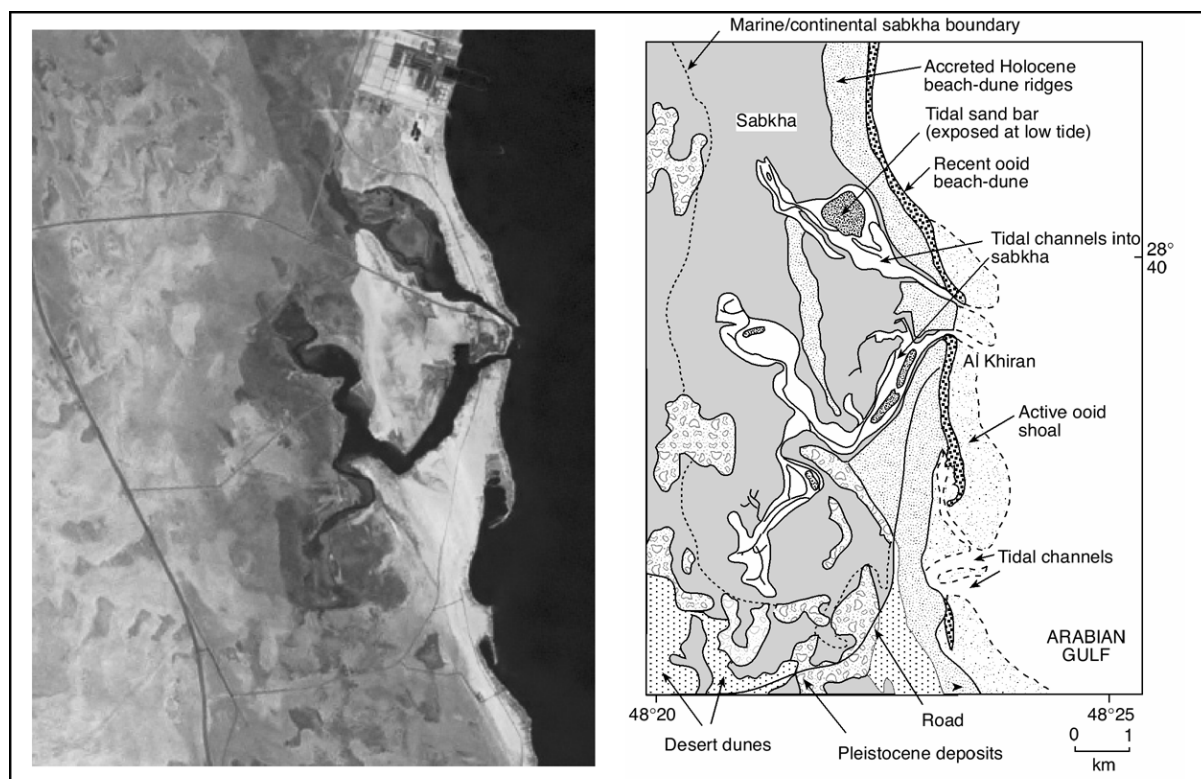 Marine/continental sabkha boundary
Accreted Holocene
beach-dune ridges
Sabkha
Tidal sand bar
(exposed at low tide)
Recent ooid
beach-dune
Tidal channels into
sabkha
28°
40
Al Khiran
Active ooid
shoal
Tidal channels
ARABIAN
GULF
48°20
48°25
Road
Desert dunes
Pleistocene deposits
0 1
km